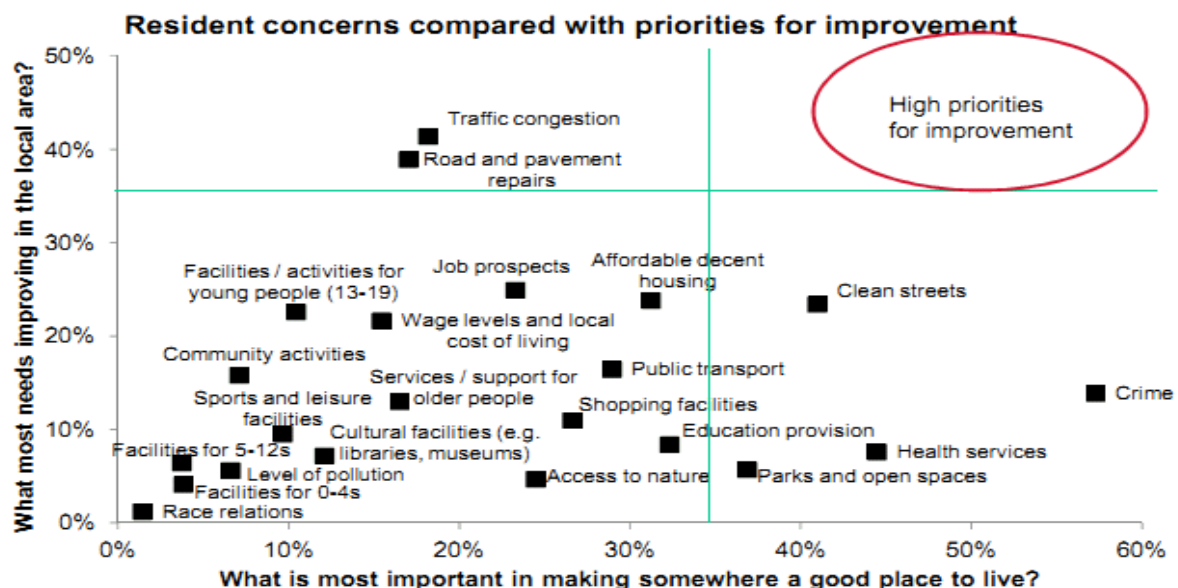 Resident concerns compared with priorities for improvement
What most needs improving in the local area?
50%
40%
30%
20%
10%
0%
High priorities
for improvement
Traffic congestion
Road and pavement
repairs
Facilities / activities for
young people (13-19)
Job prospects
Affordable decent
housing
Clean streets
Wage levels and local
cost of living
Community activities
Services / support for
older people
Public transport
Crime
Sports and leisure
facilities
Shopping facilities
Cultural facilities (e.g.
libraries, museums)
Education provision
Facilities for 5-12s
Health services
Level of pollution
Access to nature
Parks and open spaces
Facilities for 0-4s
Race relations
0%
10%
20%
30%
40%
50%
60%
What is most important in making somewhere a good place to live?